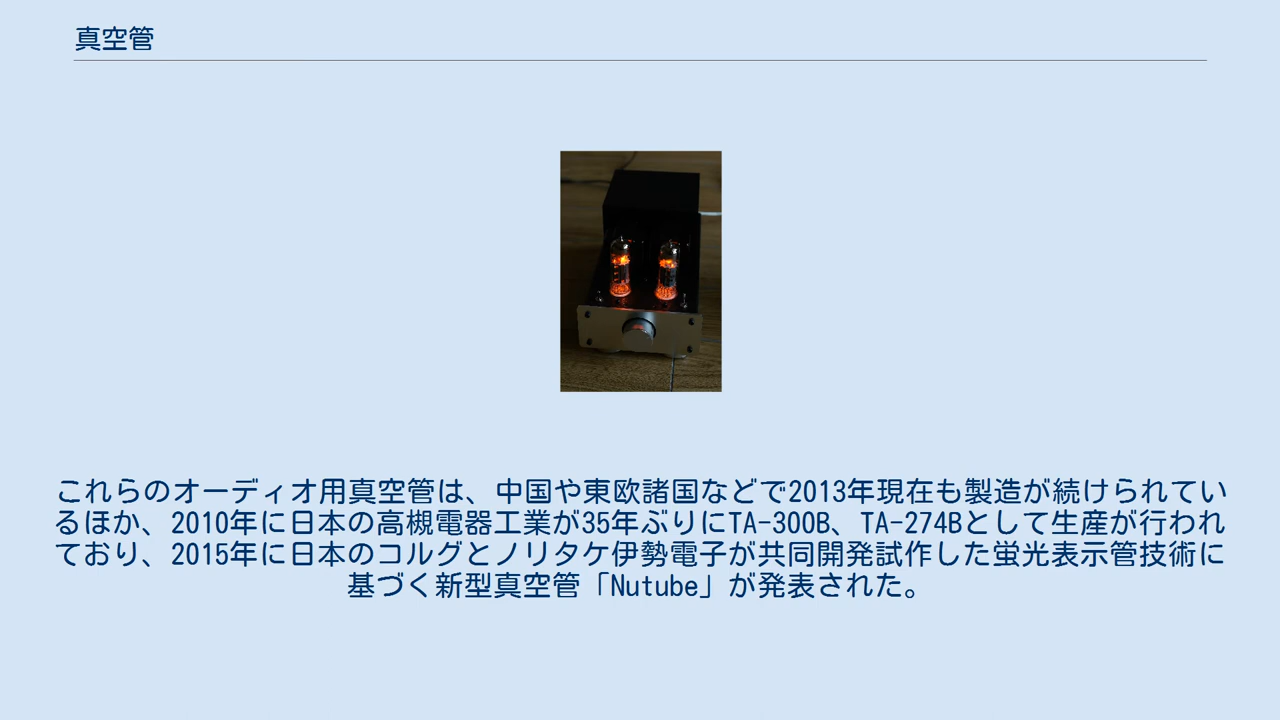 真空管
これらのオーディオ用真空管は、中国や東欧諸国などで2013年現在も製造が続けられてい
るほか、2010年に日本の高槻電器工業が35年ぶりにTA-300B、TA-274Bとして生産が行われ
ており、2015年に日本のコルグとノリタケ伊勢電子が共同開発試作した蛍光表示管技術に
基づく新型真空管「Nutube」が発表された。